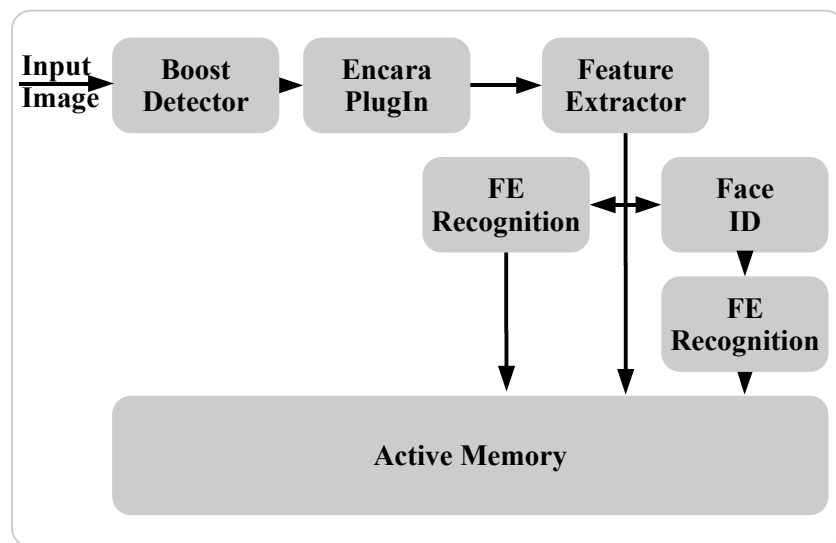 Input
Image
Boost
Detector
Encara
PlugIn
Feature
Extractor
FE
Recognition
Face
ID
FE
Recognition
Active Memory